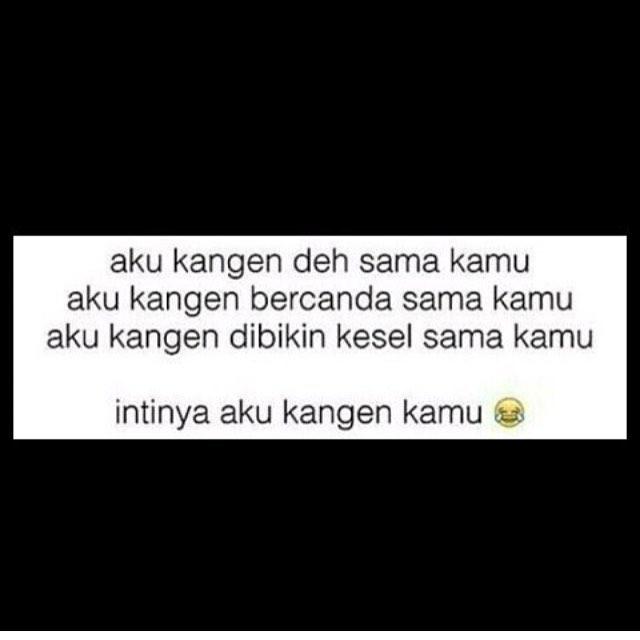 aku kangen deh sama kamu
aku kangen bercanda sama kamu
aku kangen dibikin kesel sama kamu
intinya aku kangen kamu 😂